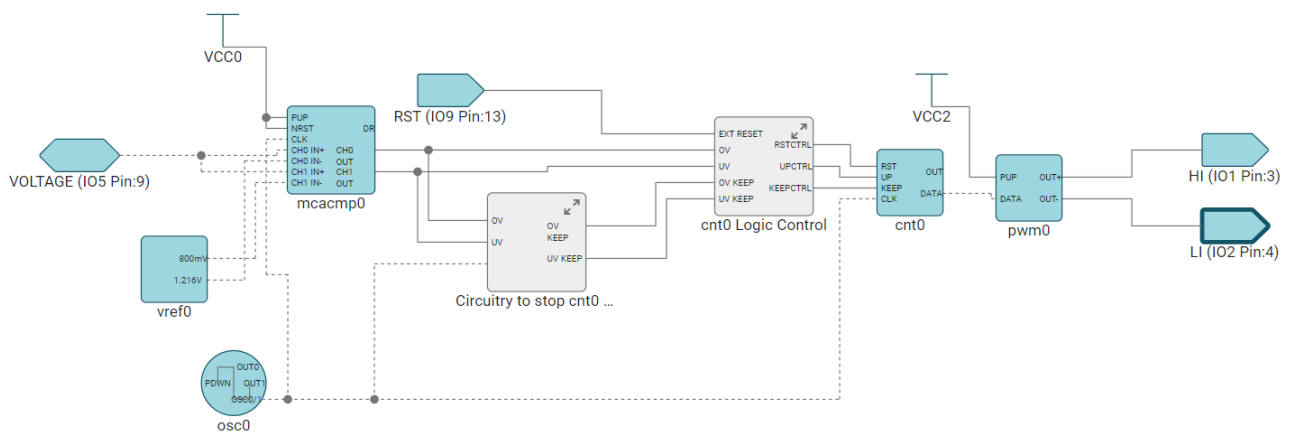 VCC0
PUP
NRST
DR
CLK
CH0 IN+
CH0
CH0 IN-
OUT
CH1 IN+
CH1
CH1 IN-
OUT
mcacmp0
VOLTAGE (IO5 Pin:9)
RST (IO9 Pin:13)
800mV
1.216V
vref0
PDWN
OUT0
OUT1
OSC0/1
osc0
OV
UV
OV
KEEP
UV KEEP
Circuitry to stop cnt0 ...
EXT RESET
OV
UV
OV KEEP
UV KEEP
RSTCTRL
UPCTRL
KEEPCTRL
cnt0 Logic Control
RST
UP
KEEP
CLK
OUT
DATA
cnt0
VCC2
PUP
DATA
OUT+
OUT-
pwm0
HI (IO1 Pin:3)
LI (IO2 Pin:4)